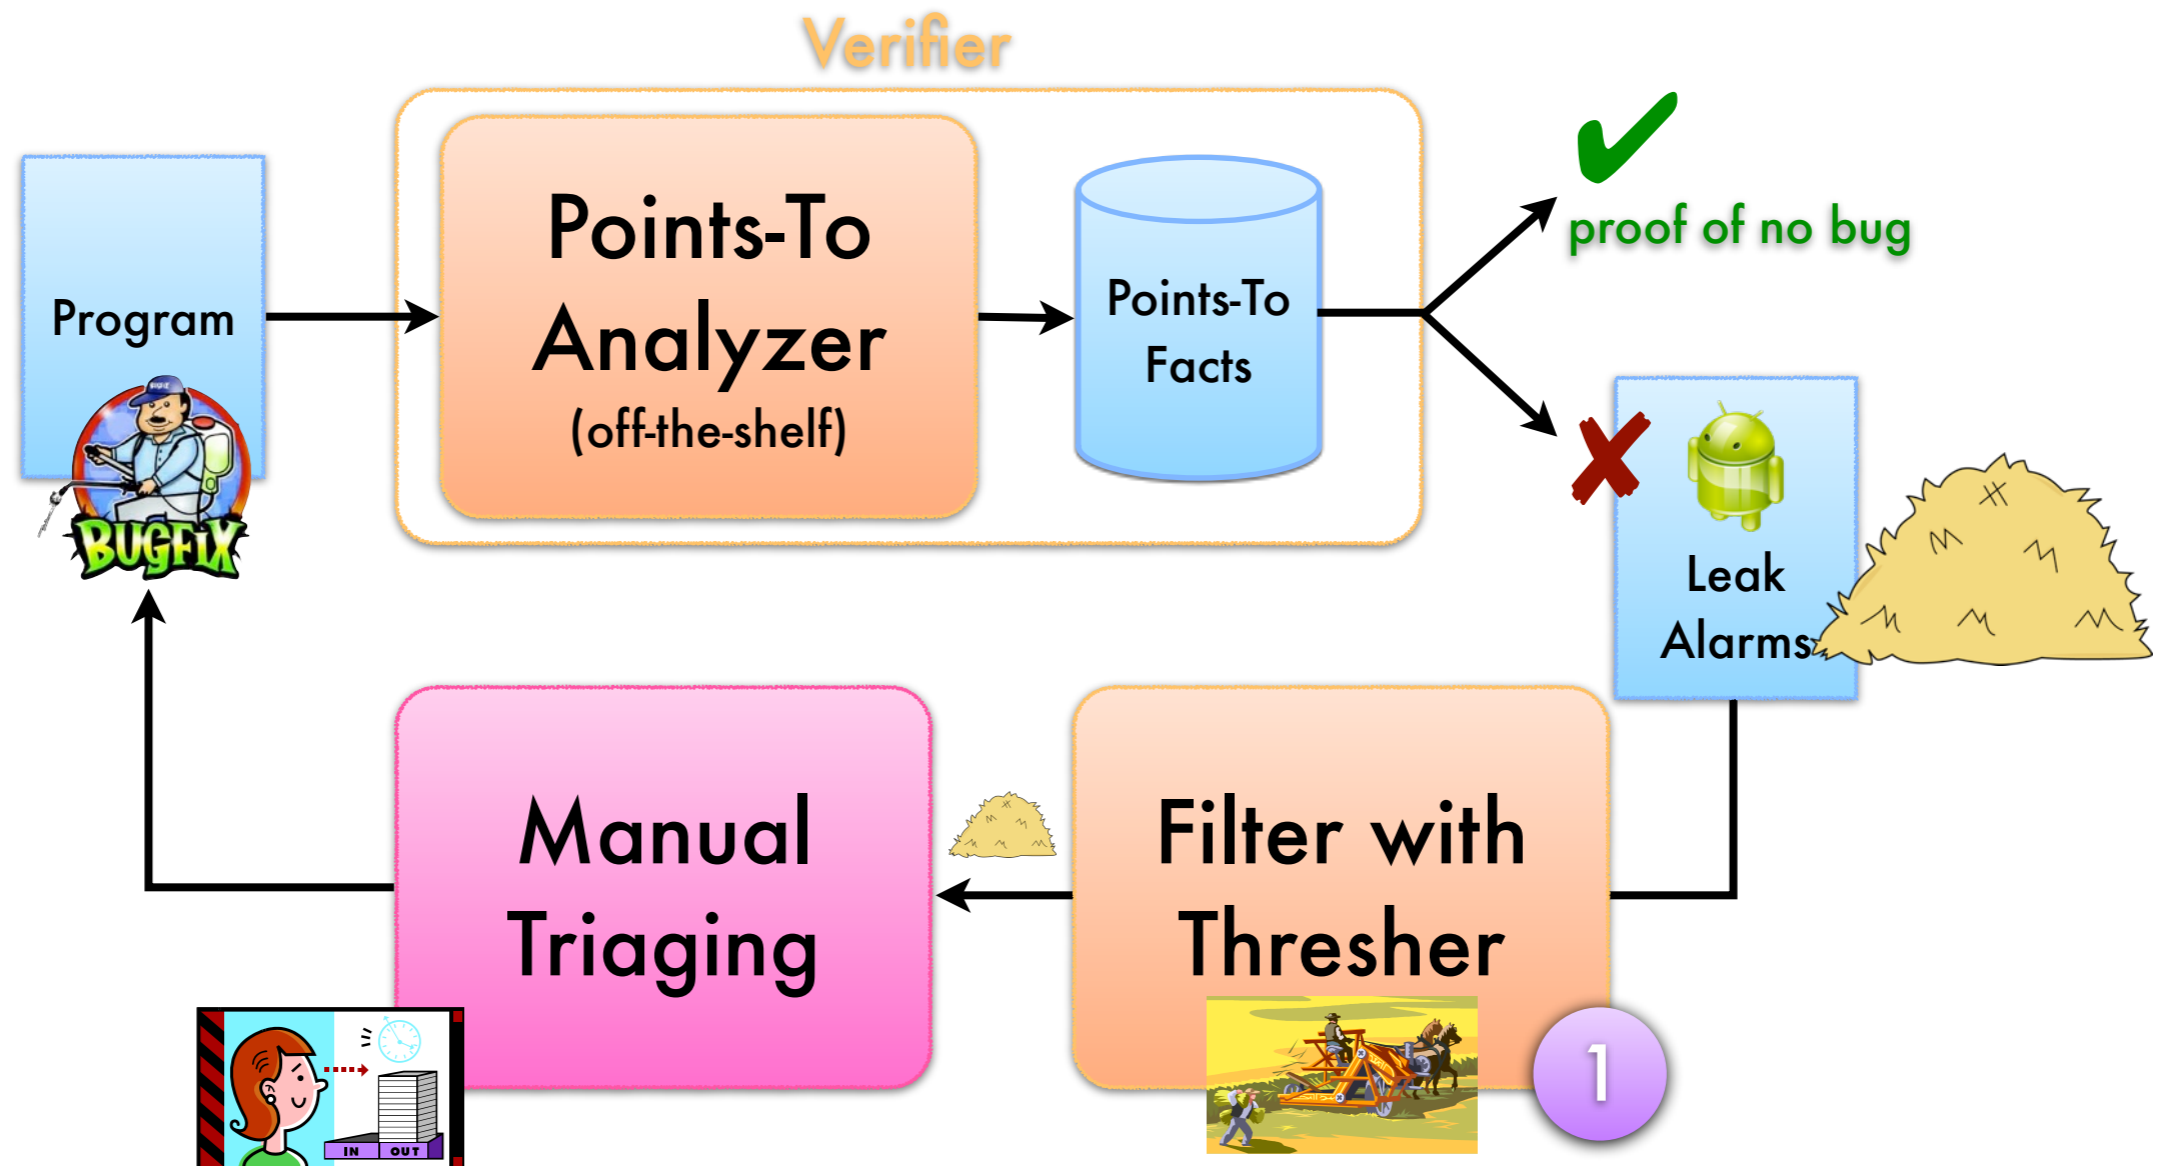 Verifier
Program
BUGFIX
BUGFIX
Points-To
Analyzer
(off-the-shelf)
Points-To
Facts
proof of no bug
Leak
Alarms
Manual
Triaging
IN OUT
Filter with
Thresher
1